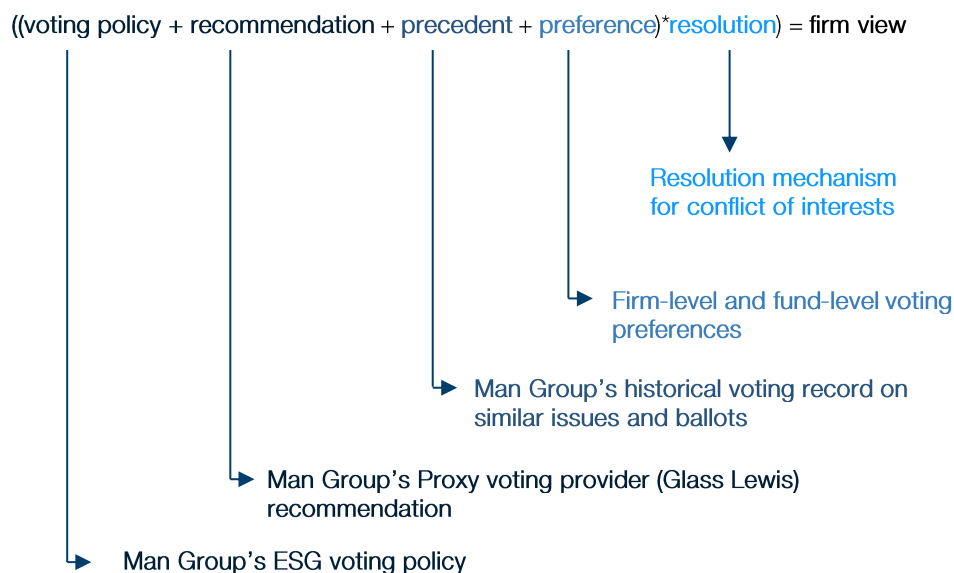 ((voting policy + recommendation + precedent + preference)*resolution) = firm view
Resolution mechanism
for conflict of interests
Firm-level and fund-level voting
preferences
Man Group’s historical voting record on
similar issues and ballots
Man Group’s Proxy voting provider (Glass Lewis)
recommendation
Man Group’s ESG voting policy